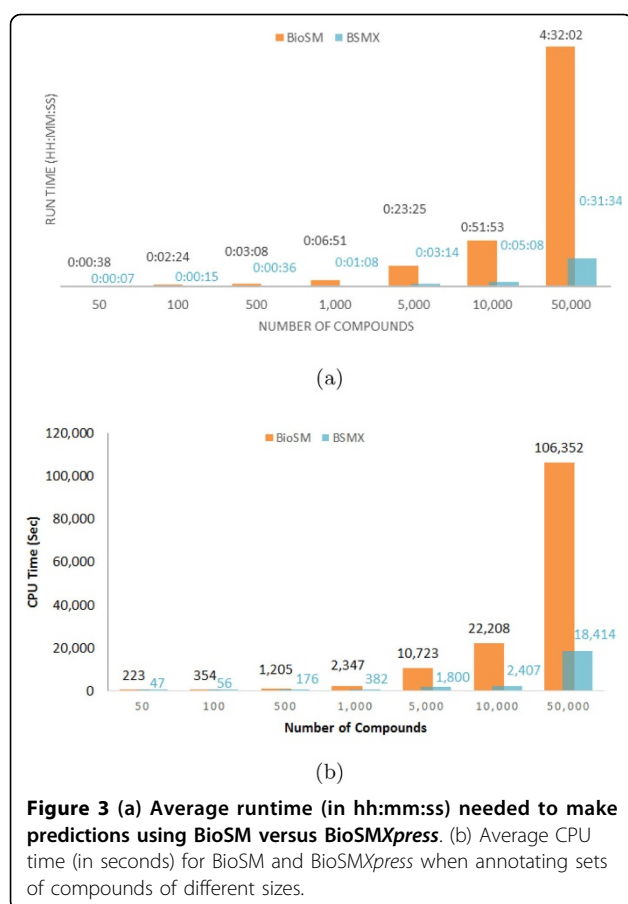 BioSM BSMX
4:32:02
RUN TIME (HH:MM:SS)
0:00:38 0:02:24 0:03:08 0:06:51 0:23:25 0:51:53
0:00:07 0:00:15 0:00:36 0:01:08 0:03:14 0:05:08 0:31:34
50 100 500 1,000 5,000 10,000 50,000
NUMBER OF COMPOUNDS
(a)
BioSM BSMX
120,000
100,000
80,000
60,000
40,000
20,000
0
CPU Time (Sec)
223 354 1,205 2,347 10,723 22,208 106,352
47 56 176 382 1,800 2,407 18,414
50 100 500 1,000 5,000 10,000 50,000
Number of Compounds
(b)
Figure 3 (a) Average runtime (in hh:mm:ss) needed to make
predictions using BioSM versus BioSMXpress. (b) Average CPU
time (in seconds) for BioSM and BioSMXpress when annotating sets
of compounds of different sizes.